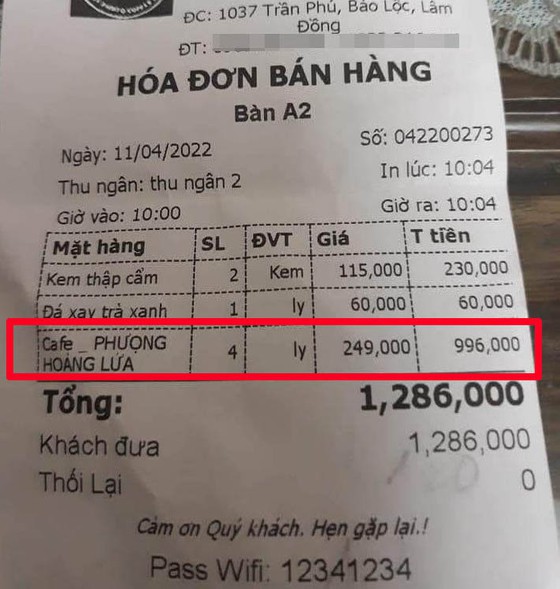 ĐC: 1037 Trần Phú, Bảo Lộc, Lâm
Đồng
ĐT:
HÓA ĐƠN BÁN HÀNG
Bàn A2
Số: 042200273
Ngày: 11/04/2022
In lúc: 10:04
Thu ngân: thu ngân 2
Giờ vào: 10:00 Giờ ra: 10:04
Mặt hàng SL ĐVT Giá T tiền
Kem thập cẩm 2 Kem 115,000 230,000
Đá xay trà xanh 1 ly 60,000 60,000
Cafe _ PHƯỢNG
HOÀNG LỬA 4 ly 249,000 996,000
Tổng: 1,286,000
Khách đưa 1,286,000
Thối Lại 0
Cảm ơn Quý khách. Hẹn gặp lại.!
Pass Wifi: 12341234